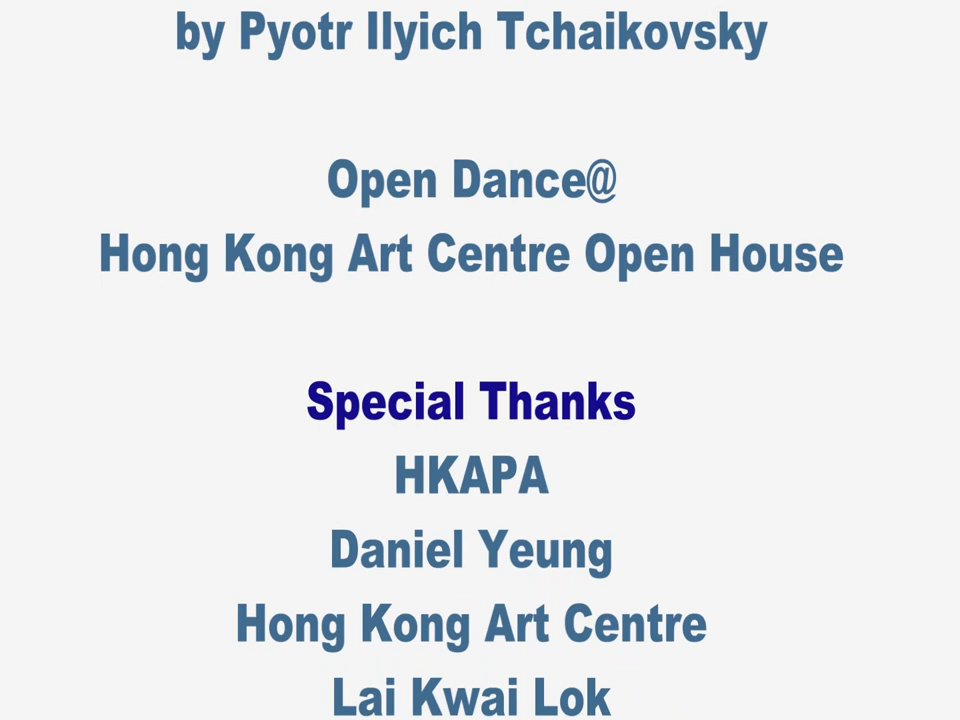 by Pyotr Ilyich Tchaikovsky
Open Dance@
Hong Kong Art Centre Open House
Special Thanks
HKAPA
Daniel Yeung
Hong Kong Art Centre
Lai Kwai Lok